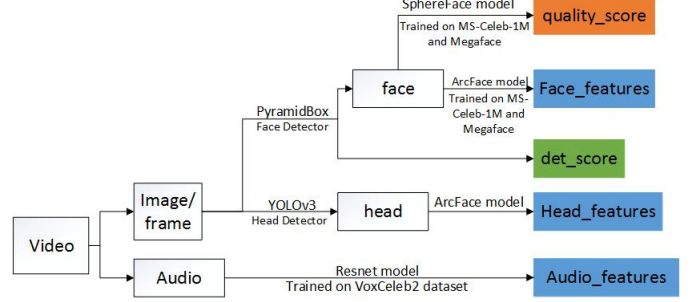 SphereFace model
Trained on MS-Celeb-1M
and Megaface
quality_score
face
ArcFace model
Trained on MS-
Celeb-1M and
Megaface
Face_features
PyramidBox
Face Detector
det_score
Image/
frame
YOLOv3
Head Detector
head
ArcFace model
Head_features
Video
Audio
Resnet model
Trained on VoxCeleb2 dataset
Audio_features